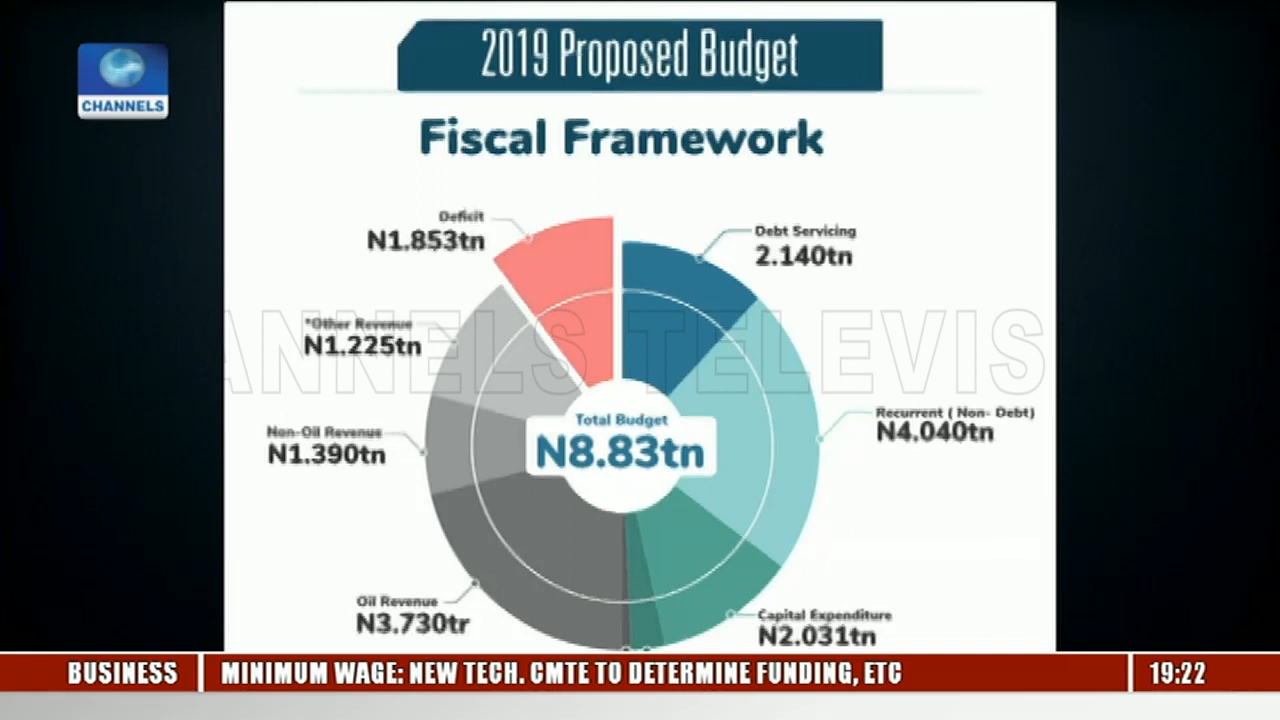 CHANNELS
2019 Proposed Budget
Fiscal Framework
Deficit
N1.853tn
Debt Servicing
2.140tn
*Other Revenue
N1.225tn
ANNELS TELEVIS
Recurrent ( Non- Debt)
N4.040tn
Total Budget
N8.83tn
Non-Oil Revenue
N1.390tn
Oil Revenue
N3.730tr
Capital Expenditure
N2.031tn
BUSINESS
MINIMUM WAGE: NEW TECH. CMTE TO DETERMINE FUNDING, ETC
19:22